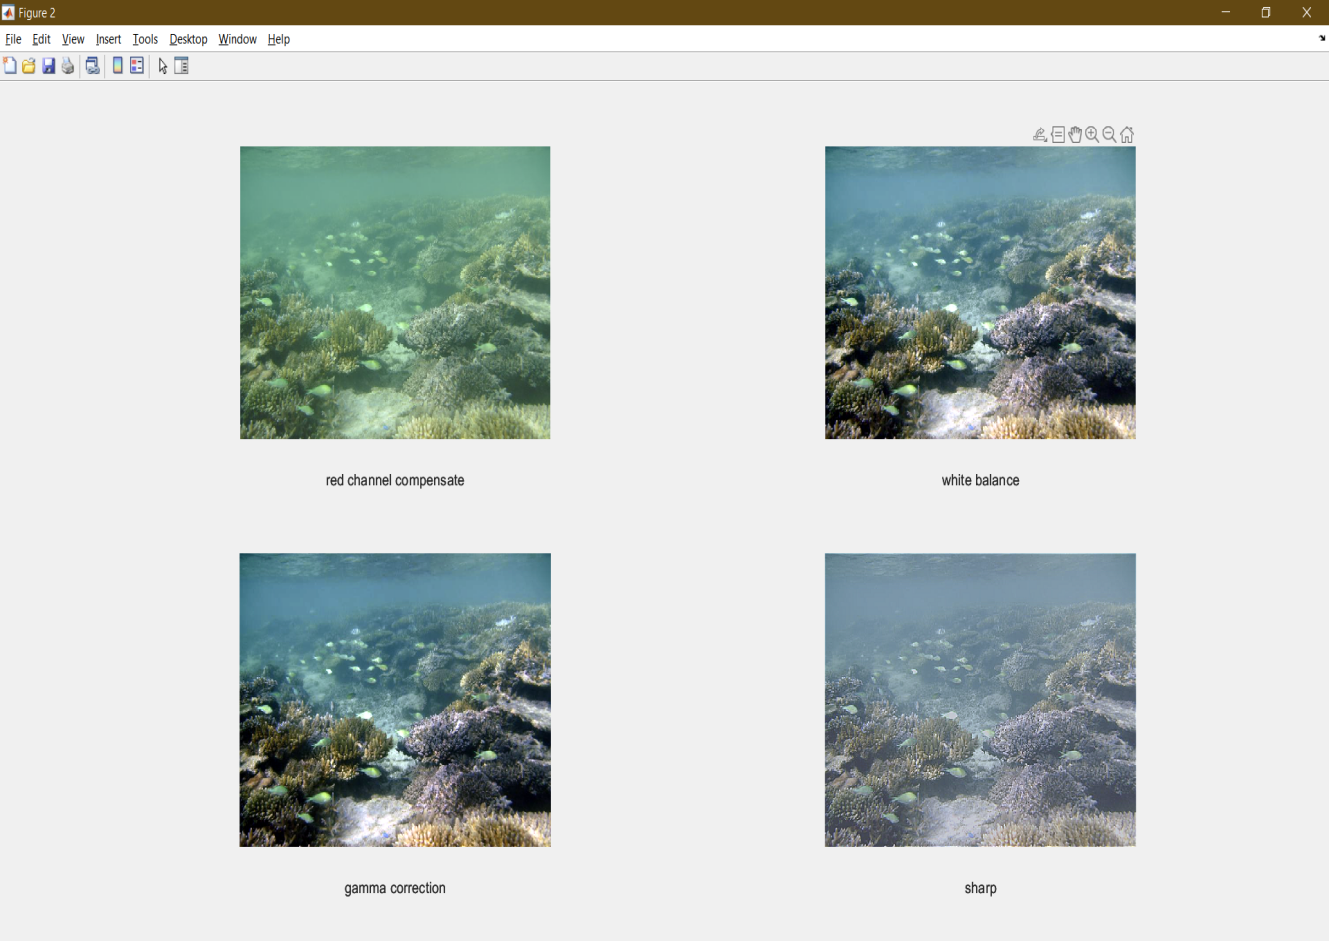 Figure 2
File Edit View Insert Tools Desktop Window Help
red channel compensate
white balance
gamma correction
sharp